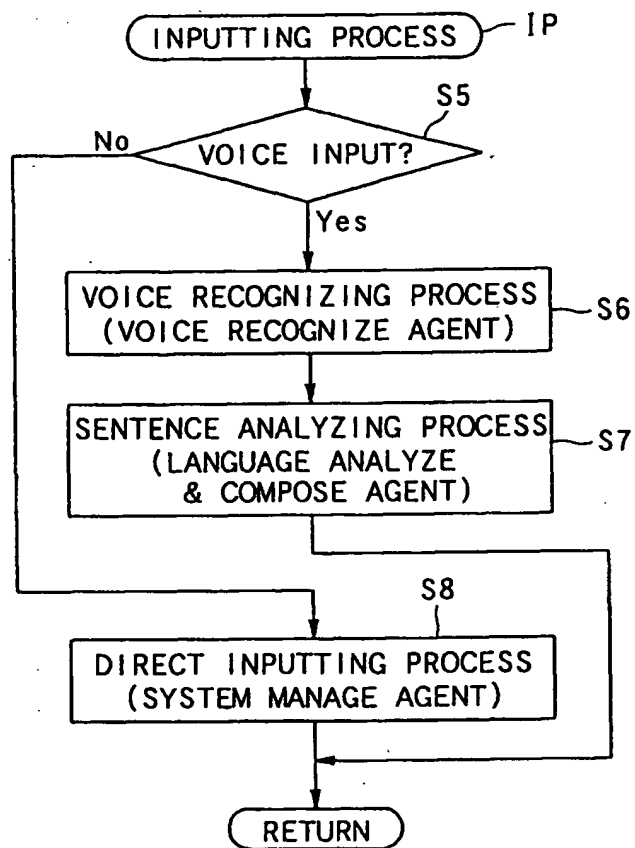 INPUTTING PROCESS
IP
S5
No
VOICE INPUT?
Yes
VOICE RECOGNIZING PROCESS
(VOICE RECOGNIZE AGENT)
S6
SENTENCE ANALYZING PROCESS
(LANGUAGE ANALYZE
& COMPOSE AGENT)
S7
S8
DIRECT INPUTTING PROCESS
(SYSTEM MANAGE AGENT)
RETURN